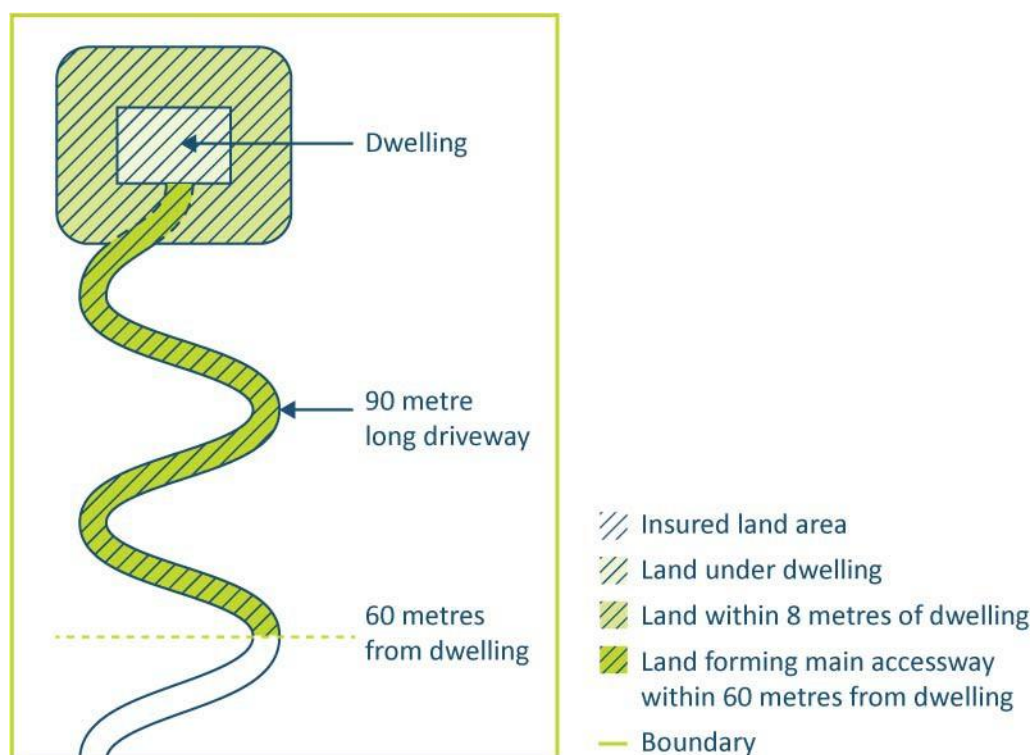 Dwelling
90 metre
long driveway
60 metres
from dwelling
Insured land area
Land under dwelling
Land within 8 metres of dwelling
Land forming main accessway
within 60 metres from dwelling
Boundary